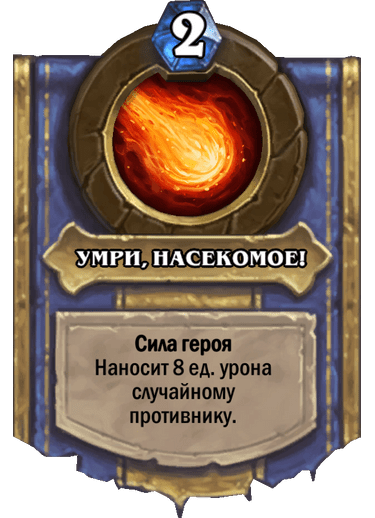 2
УМРИ, НАСЕКОМОЕ!
Сила героя
Наносит 8 ед. урона
случайному
противнику.